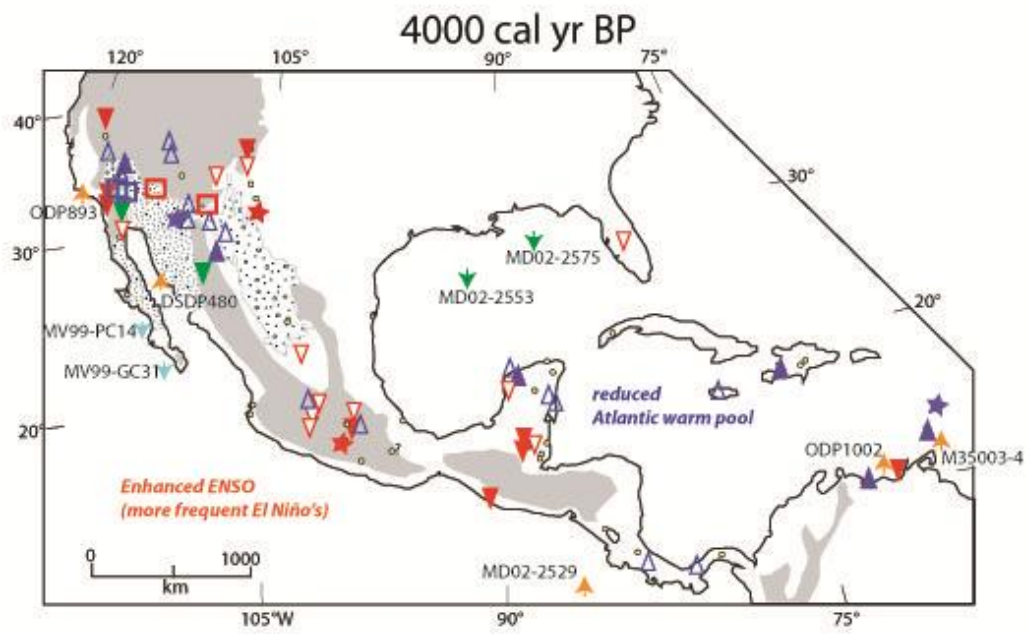 4000 cal yr BP
120°
105°
90°
75°
40°
30°
ODP893
30°
MD02-2575
MD02-2553
DSDP480
20°
MV99-PC14
MV99-GC31
reduced
Atlantic warm pool
20°
ODP1002
M35003-4
?
Enhanced ENSO
(more frequent El Niño's)
0
1000
km
MD02-2529
105°W
90°
75°